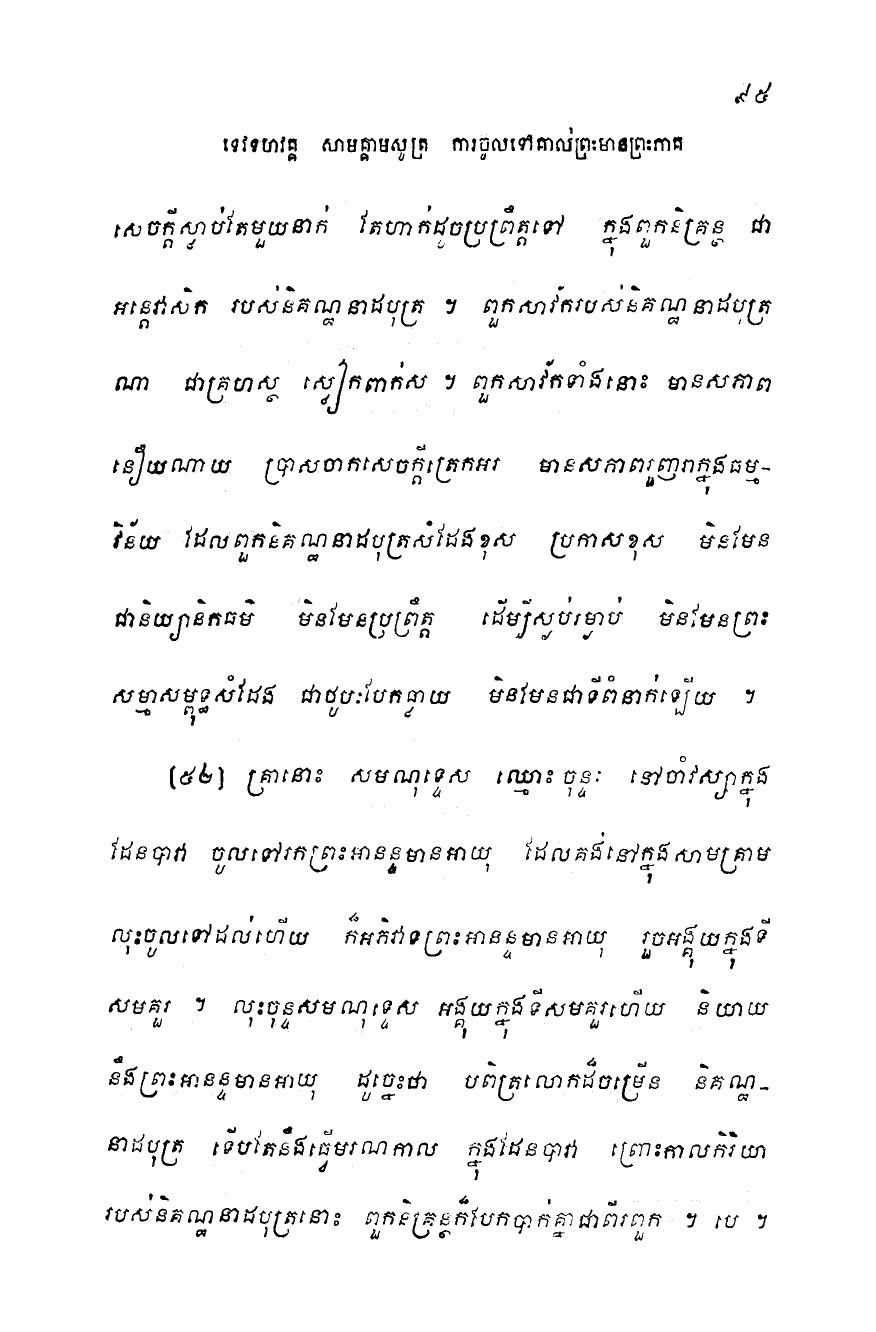 ៩៥
ទេវទហវគ្គ សាមគ្គាមសូត្រ ការចូលទៅគាល់ព្រះមានព្រះភាគ
សេចក្តីស្លាប់តែមួយនាក់ តែហាក់ដូចប្រព្រឹត្តទៅ ក្នុងពួកនិគ្រន្ថ ជា
អន្តេវាសិក របស់និគណ្ឋនាដបុត្រ ។ ពួកសាវ័ករបស់និគណ្ឋនាដបុត្រ
ណា ជាគ្រហស្ថ ស្លៀកពាក់ស ។ ពួកសាវ័កទាំងនោះ មានសភាព
នឿយណាយ ប្រាសចាកសេចក្តីត្រេកអរ មានសភាពរួញរាក្នុងធម្ម-
វិន័យ ដែលពួកនិគណ្ឋនាដបុត្រសំដែងខុស ប្រកាសខុស មិនមែន
ជានិយ្យានិកធម៌ មិនមែនប្រព្រឹត្ត ដើម្បីស្ងប់រម្ងាប់ មិនមែនព្រះ
សម្មាសម្ពុទ្ធសំដែង ជាថូបៈបែកធ្លាយ មិនមែនជាទីពំនាក់ឡើយ ។
(៥២) គ្រានោះ សមណុទ្ទេស ឈ្មោះ ចុន្ទៈ នៅចាំវស្សាក្នុង
ដែនបាវា ចូលទៅរកព្រះអានន្ទមានអាយុ ដែលគង់នៅក្នុងសាមគ្រាម
លុះចូលទៅដល់ហើយ ក៏អភិវាទព្រះអានន្ទមានអាយុ រួចអង្គុយក្នុងទី
សមគួរ ។ លុះចុន្ទសមណុទ្ទេស អង្គុយក្នុងទីសមគួរហើយ និយាយ
នឹងព្រះអានន្ទមានអាយុ ដូច្នេះថា បពិត្រលោកដ៏ចម្រើន និគណ្ឋ-
នាដបុត្រ ទើបតែនឹងធ្វើមរណកាល ក្នុងដែនបាវា ព្រោះកាលកិរិយា
របស់និគណ្ឋនាដបុត្រនោះ ពួកនិគ្រន្ថក៏បែកបាក់គ្នាជាពីរពួក ។ បេ ។